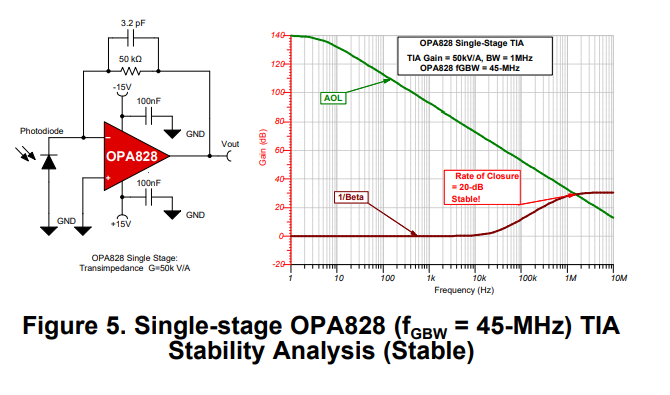 3.2 pF
50 kΩ
-15V
100nF
GND
Photodiode
OPA828
Vout
100nF
GND
GND
+15V
OPA828 Single Stage:
Transimpedance G=50k V/A
OPA828 Single-Stage TIA
TIA Gain = 50kV/A, BW = 1MHz
OPA828 fGBW = 45-MHz
AOL
Rate of Closure
= 20-dB
Stable!
1/Beta
Gain (dB)
140
120
100
80
60
40
20
0
-20
1 10 100 1k 10k 100k 1M 10M
Frequency (Hz)
Figure 5. Single-stage OPA828 (fGBW = 45-MHz) TIA
Stability Analysis (Stable)